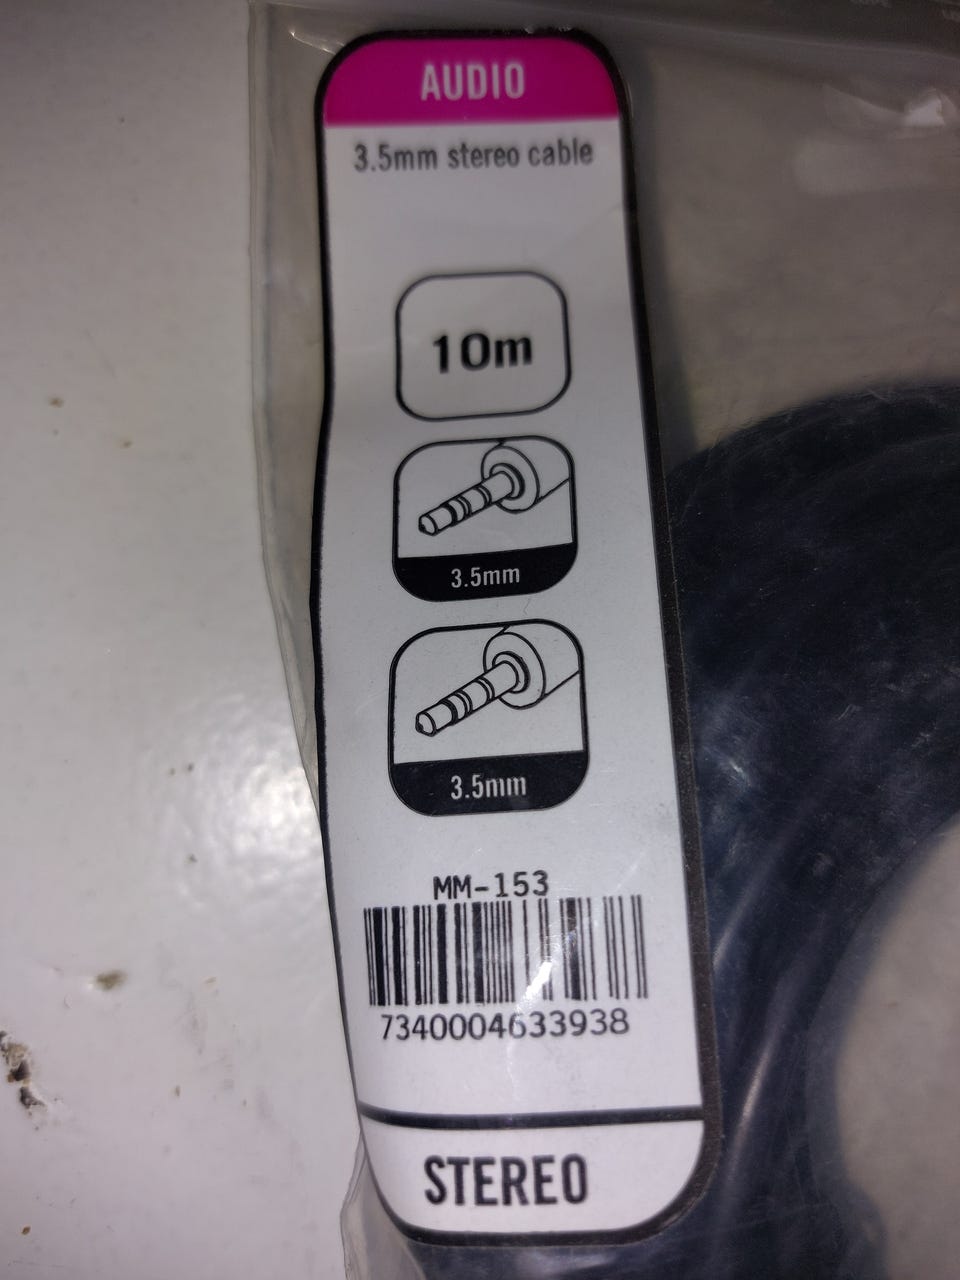 AUDIO
3.5mm stereo cable
10m
3.5mm
3.5mm
MM-153
7340004633938
STEREO